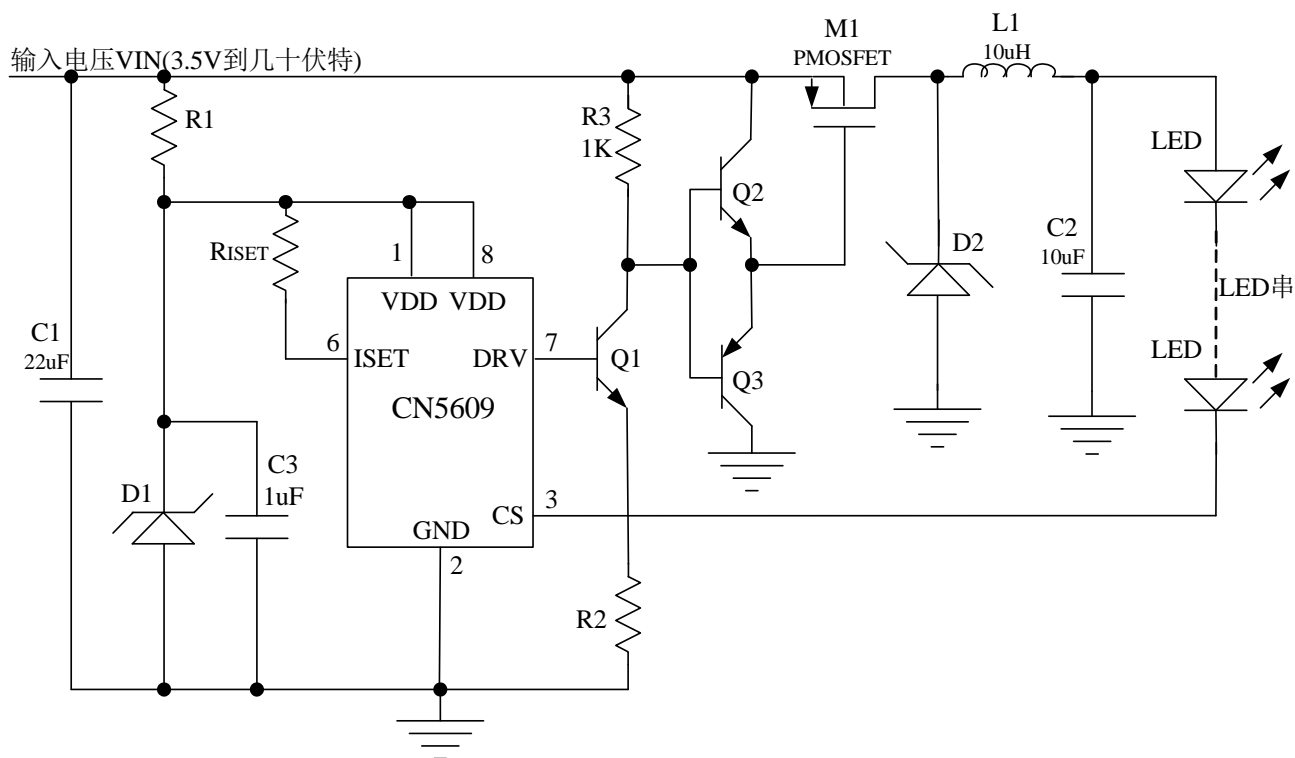 输入电压VIN(3.5V到几十伏特)
M1
PMOSFET
L1
10uH
R1
R3
1K
Q2
LED
RISET
1
8
VDD
VDD
D2
C2
10uF
LED串
C1
22uF
6
ISET
DRV
7
Q1
LED
Q3
CN5609
C3
1uF
D1
CS
3
GND
2
R2